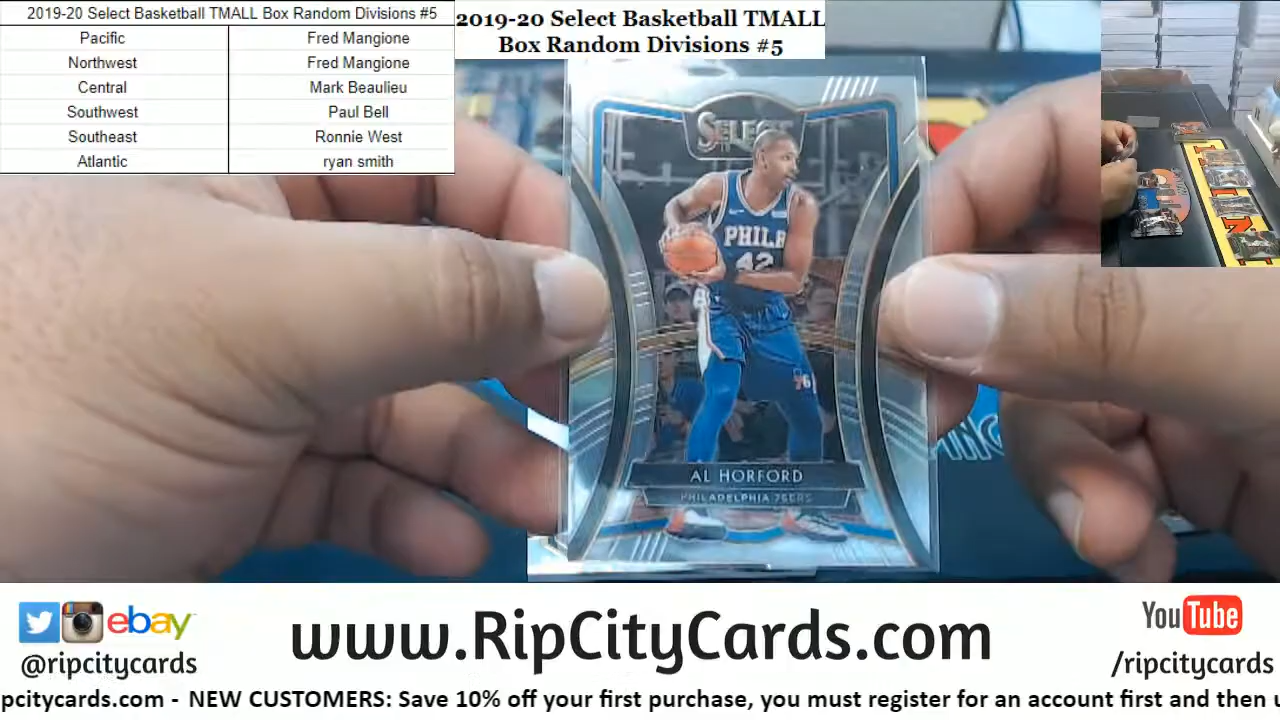 2019-20 Select Basketball TMALL Box Random Divisions #5
Pacific Fred Mangione
Northwest Fred Mangione
Central Mark Beaulieu
Southwest Paul Bell
Southeast Ronnie West
Atlantic ryan smith
2019-20 Select Basketball TMALL
Box Random Divisions #5
SELECT
PHILA
42
76
AL HORFORD
PHILADELPHIA 76ERS
ebay
@ripcitycards
www.RipCityCards.com
YouTube
/ripcitycards
pcitycards.com - NEW CUSTOMERS: Save 10% off your first purchase, you must register for an account first and then u